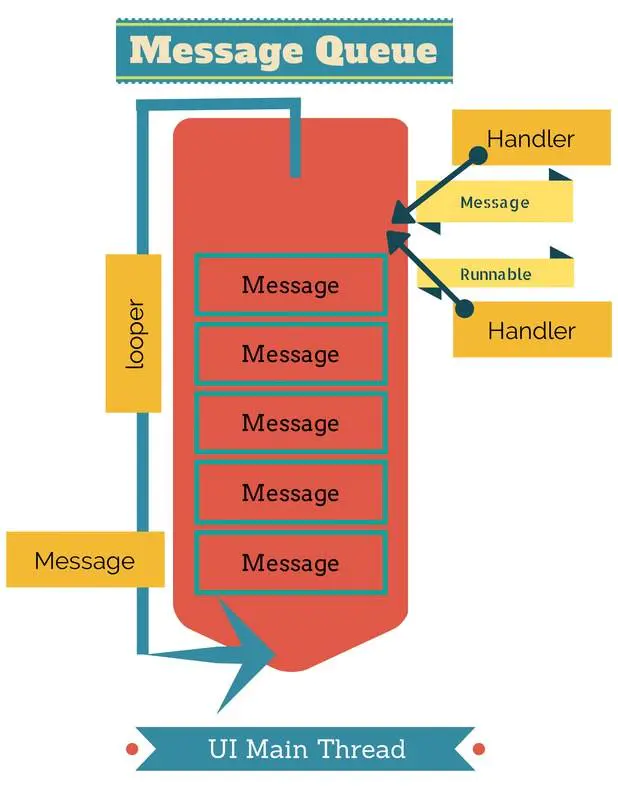 Message Queue
Handler
Message
Runnable
Handler
looper
Message
Message
Message
Message
Message
Message
UI Main Thread